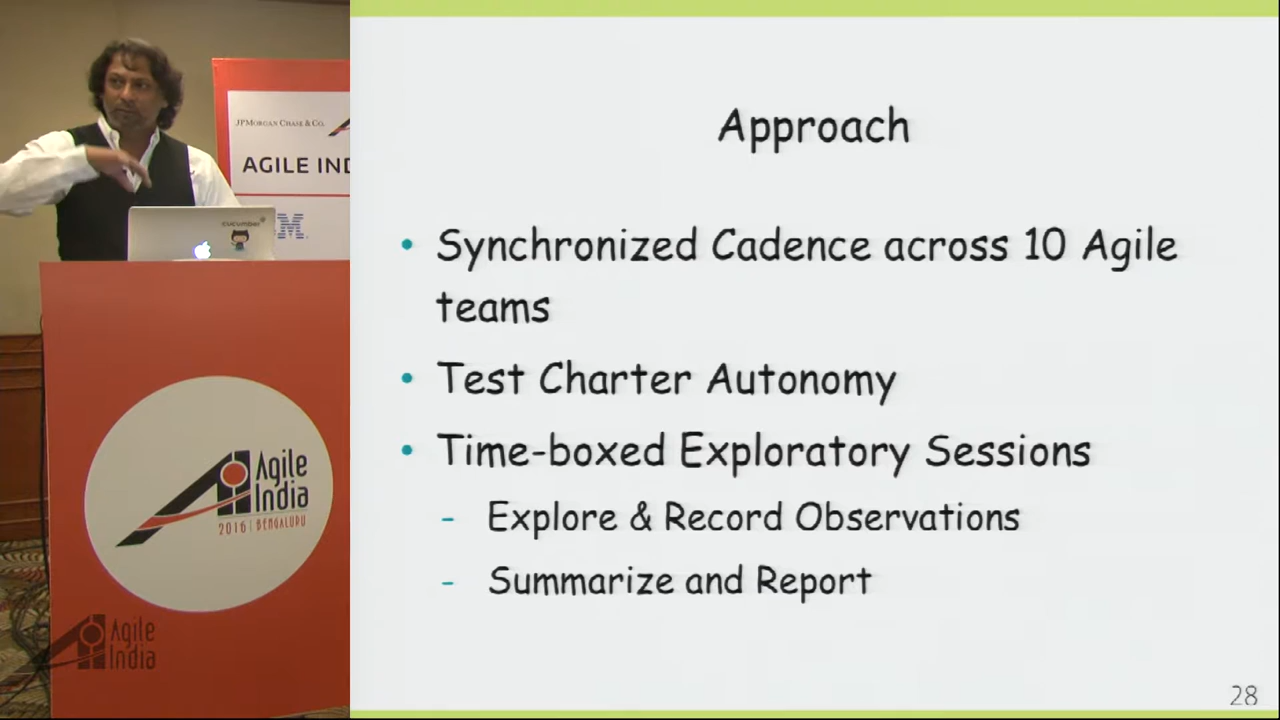 JPMORGAN CHASE & CO.
AGILE IND
cucumber
Agile
India
2016 | BENGALURU
Agile
India
Approach
• Synchronized Cadence across 10 Agile
teams
• Test Charter Autonomy
• Time-boxed Exploratory Sessions
- Explore & Record Observations
- Summarize and Report
28